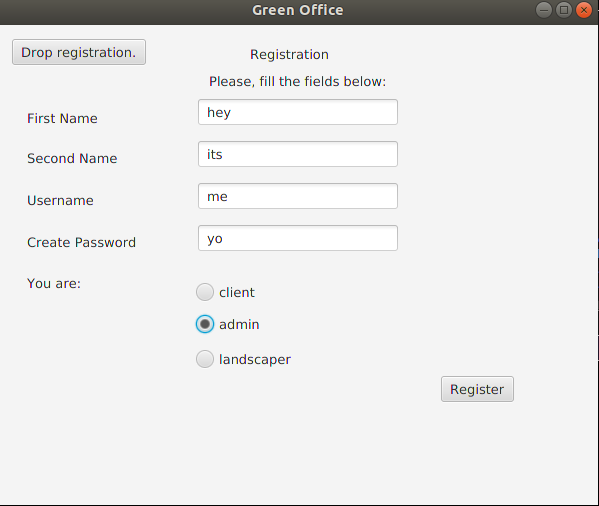 Green Office
Drop registration.
Registration
Please, fill the fields below:
First Name
hey
Second Name
its
Username
me
Create Password
yo
You are:
client
admin
landscaper
Register